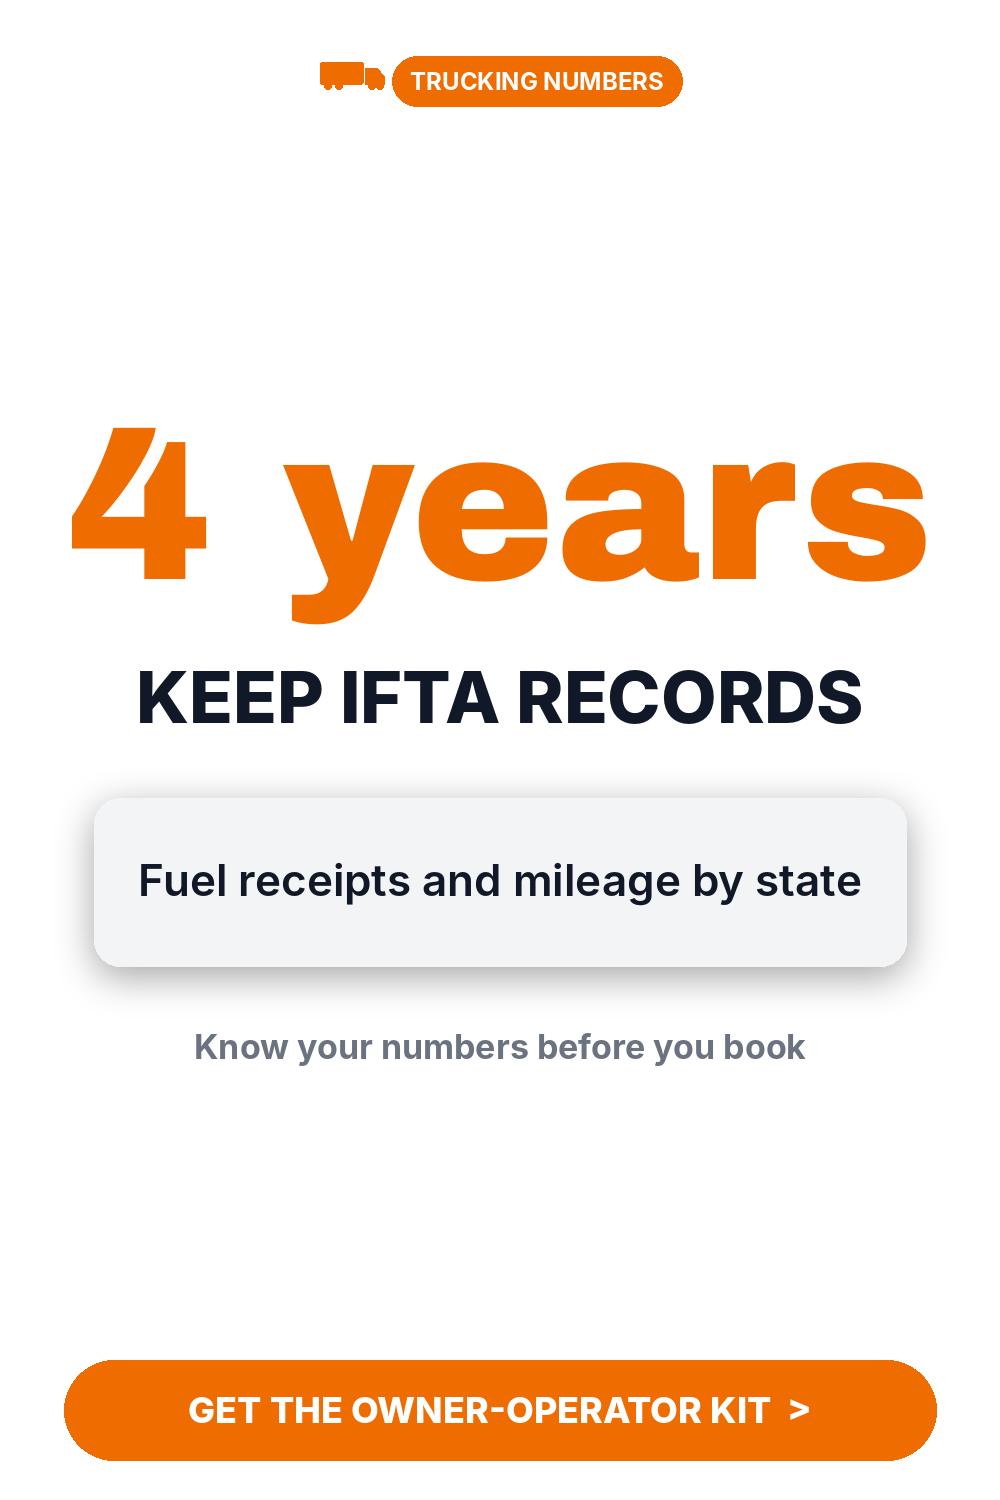 TRUCKING NUMBERS
4 years
KEEP IFTA RECORDS
Fuel receipts and mileage by state
Know your numbers before you book
GET THE OWNER-OPERATOR KIT >